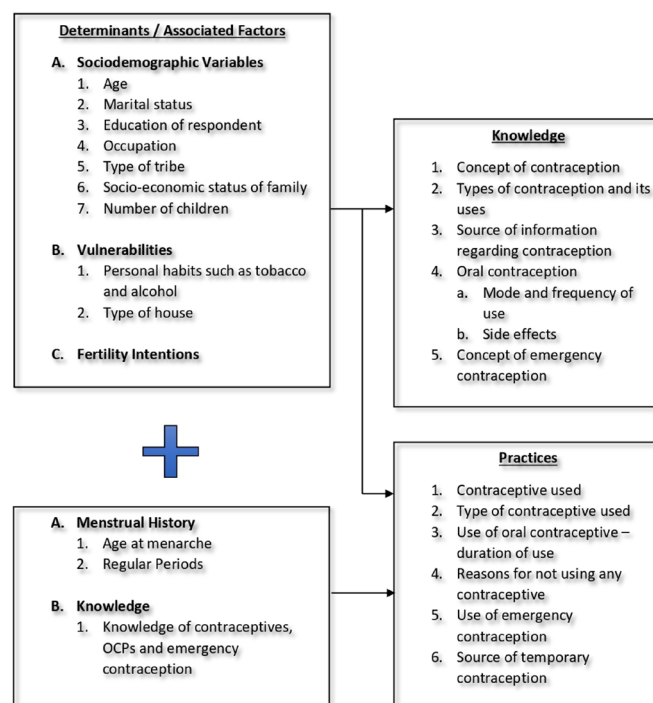 Determinants / Associated Factors
A. Sociodemographic Variables
1. Age
2. Marital status
3. Education of respondent
4. Occupation
5. Type of tribe
6. Socio-economic status of family
7. Number of children
B. Vulnerabilities
1. Personal habits such as tobacco
and alcohol
2. Type of house
C. Fertility Intentions
A. Menstrual History
1. Age at menarche
2. Regular Periods
B. Knowledge
1. Knowledge of contraceptives,
OCPs and emergency
contraception
Knowledge
1. Concept of contraception
2. Types of contraception and its
uses
3. Source of information
regarding contraception
4. Oral contraception
a. Mode and frequency of
use
b. Side effects
5. Concept of emergency
contraception
Practices
1. Contraceptive used
2. Type of contraceptive used
3. Use of oral contraceptive –
duration of use
4. Reasons for not using any
contraceptive
5. Use of emergency
contraception
6. Source of temporary
contraception